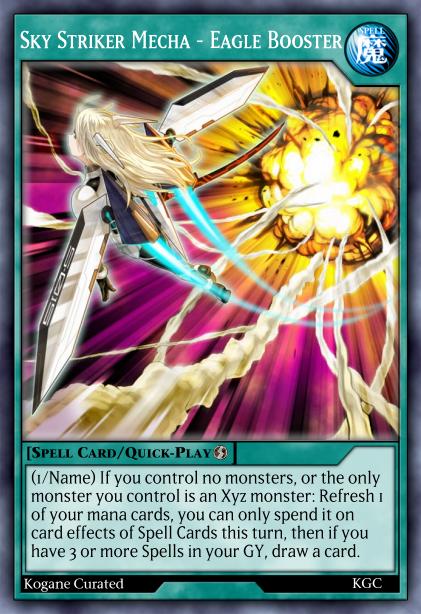 Sky Striker Mecha - Eagle Booster
SPELL
魔
[Spell Card/Quick-Play
(1/Name) If you control no monsters, or the only
monster you control is an Xyz monster: Refresh 1
of your mana cards, you can only spend it on
card effects of Spell Cards this turn, then if you
have 3 or more Spells in your GY, draw a card.
Kogane Curated
KGC